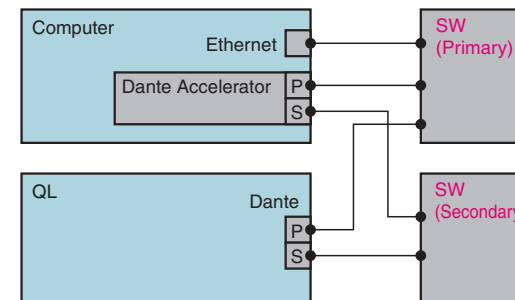 Computer
Ethernet
Dante Accelerator
P
S
SW
(Primary)
QL
Dante
P
S
SW
(Secondary